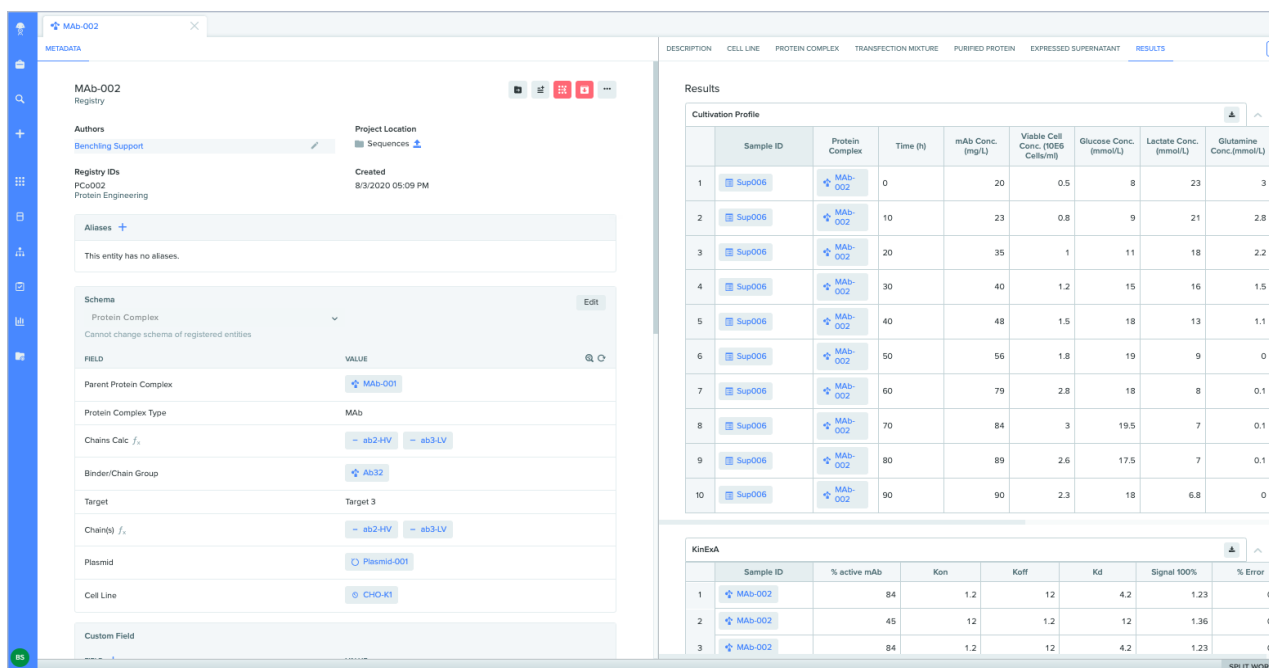 MAb-002
METADATA
MAb-002
Registry
Authors
Benchling Support
Project Location
Sequences
Registry IDs
PCo002
Protein Engineering
Created
8/3/2020 05:09 PM
Aliases +
This entity has no aliases.
Schema
Edit
Protein Complex
Cannot change schema of registered entities
FIELD VALUE
Parent Protein Complex MAb-001
Protein Complex Type MAb
Chains Calc fx ab2-HV ab3-LV
Binder/Chain Group Ab32
Target Target 3
Chain(s) fx ab2-HV ab3-LV
Plasmid Plasmid-001
Cell Line CHO-K1
Custom Field
BS
DESCRIPTION CELL LINE PROTEIN COMPLEX TRANSFECTION MIXTURE PURIFIED PROTEIN EXPRESSED SUPERNATANT RESULTS
Results
Cultivation Profile
Sample ID Protein Complex Time (h) mAb Conc. (mg/L) Viable Cell Conc. (10E6 Cells/ml) Glucose Conc. (mmol/L) Lactate Conc. (mmol/L) Glutamine Conc.(mmol/L)
1 Sup006 MAb-002 0 20 0.5 8 23 3
2 Sup006 MAb-002 10 23 0.8 9 21 2.8
3 Sup006 MAb-002 20 35 1 11 18 2.2
4 Sup006 MAb-002 30 40 1.2 15 16 1.5
5 Sup006 MAb-002 40 48 1.5 18 13 1.1
6 Sup006 MAb-002 50 56 1.8 19 9 0
7 Sup006 MAb-002 60 79 2.8 18 8 0.1
8 Sup006 MAb-002 70 84 3 19.5 7 0.1
9 Sup006 MAb-002 80 89 2.6 17.5 7 0.1
10 Sup006 MAb-002 90 90 2.3 18 6.8 0
KinExA
Sample ID % active mAb Kon Koff Kd Signal 100% % Error
1 MAb-002 84 1.2 12 4.2 1.23
2 MAb-002 45 12 1.2 12 1.36
3 MAb-002 84 1.2 12 4.2 1.23